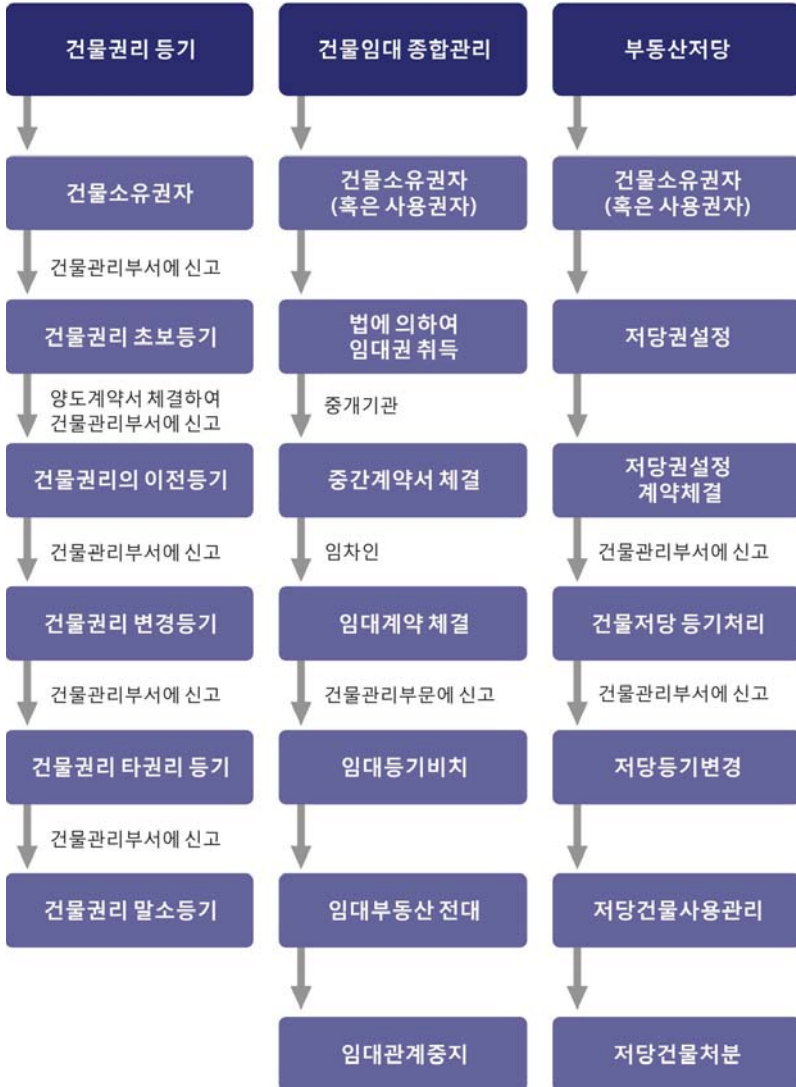 건물권리 등기
건물소유권자
건물관리부서에 신고
건물권리 초보등기
양도계약서 체결하여
건물관리부서에 신고
건물권리의 이전등기
건물관리부서에 신고
건물권리 변경등기
건물관리부서에 신고
건물권리 타권리 등기
건물관리부서에 신고
건물권리 말소등기
건물임대 종합관리
건물소유권자
(혹은 사용권자)
법에 의하여
임대권 취득
중개기관
중간계약서 체결
임차인
임대계약 체결
건물관리부문에 신고
임대등기비치
임대부동산 전대
임대관계중지
부동산저당
건물소유권자
(혹은 사용권자)
저당권설정
저당권설정
계약체결
건물관리부서에 신고
건물저당 등기처리
건물관리부서에 신고
저당등기변경
저당건물사용관리
저당건물처분